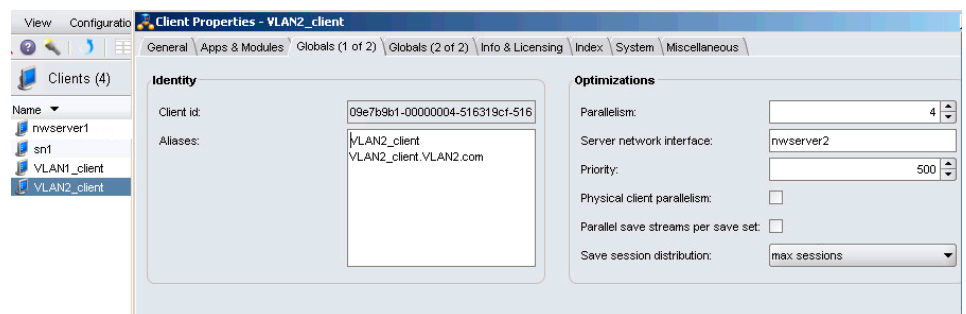 View Configuratio
Client Properties - VLAN2_client
General Apps & Modules Globals (1 of 2) Globals (2 of 2) Info & Licensing Index System Miscellaneous
Clients (4)
Name
nwserver1
sn1
VLAN1_client
VLAN2_client
Identity
Client id: 09e7b9b1-00000004-516319cf-516
Aliases: VLAN2_client
VLAN2_client.VLAN2.com
Optimizations
Parallelism: 4
Server network interface: nwserver2
Priority: 500
Physical client parallelism:
Parallel save streams per save set:
Save session distribution: max sessions